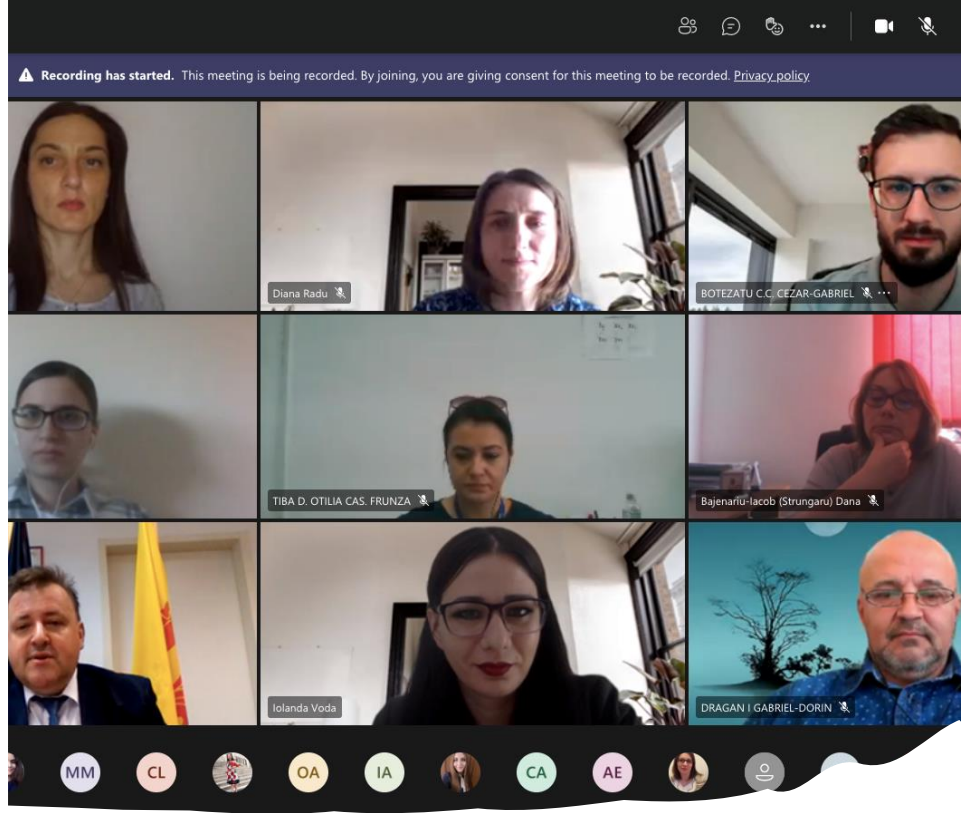 Recording has started. This meeting is being recorded. By joining, you are giving consent for this meeting to be recorded. Privacy policy
Diana Radu
BOTEZATU C.C. CEZAR-GABRIEL
TIBA D. OTILIA CAS. FRUNZA
Bajenariu-Iacob (Strungaru) Dana
Iolanda Voda
DRAGAN I GABRIEL-DORIN
MM
CL
OA
IA
CA
AE